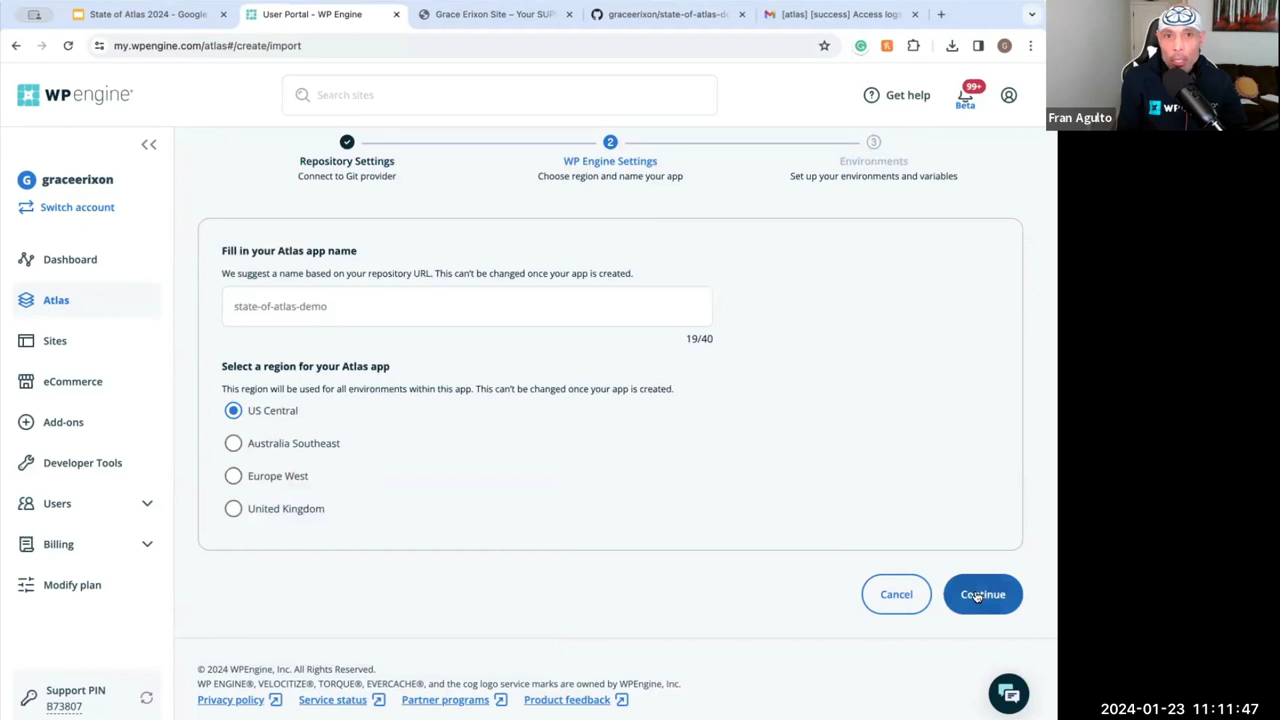 State of Atlas 2024 - Google
User Portal - WP Engine
Grace Erixon Site – Your SUP
graceerixon/state-of-atlas-d
[atlas] [success] Access logs
my.wpengine.com/atlas#/create/import
WP engine
Search sites
Get help
99+
Beta
WP
Fran Agulto
G graceerixon
Switch account
Dashboard
Atlas
Sites
eCommerce
Add-ons
Developer Tools
Users
Billing
Modify plan
Support PIN
B73807
2
3
Repository Settings
Connect to Git provider
WP Engine Settings
Choose region and name your app
Environments
Set up your environments and variables
Fill in your Atlas app name
We suggest a name based on your repository URL. This can't be changed once your app is created.
state-of-atlas-demo
19/40
Select a region for your Atlas app
This region will be used for all environments within this app. This can't be changed once your app is created.
US Central
Australia Southeast
Europe West
United Kingdom
Cancel
Continue
© 2024 WPEngine, Inc. All Rights Reserved.
WP ENGINE®, VELOCITIZE®, TORQUE®, EVERCACHE®, and the cog logo service marks are owned by WPEngine, Inc.
Privacy policy
Service status
Partner programs
Product feedback
2024-01-23 11:11:47